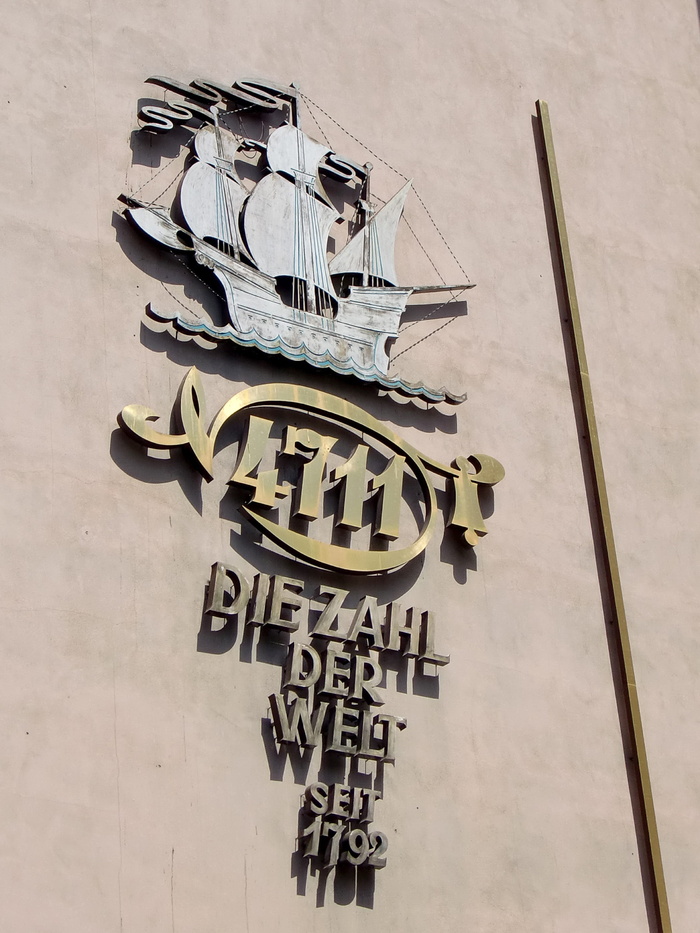 4711
DIE ZAHL
DER
WELT
SEIT
1792